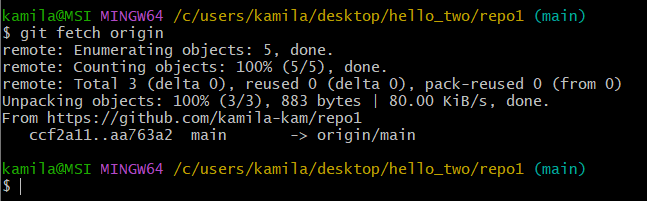 kamila@MSI MINGW64 /c/users/kamila/desktop/hello_two/repo1 (main)
$ git fetch origin
remote: Enumerating objects: 5, done.
remote: Counting objects: 100% (5/5), done.
remote: Total 3 (delta 0), reused 0 (delta 0), pack-reused 0 (from 0)
Unpacking objects: 100% (3/3), 883 bytes | 80.00 KiB/s, done.
From https://github.com/kamila-kam/repo1
   ccf2a11..aa763a2  main       -> origin/main

kamila@MSI MINGW64 /c/users/kamila/desktop/hello_two/repo1 (main)
$